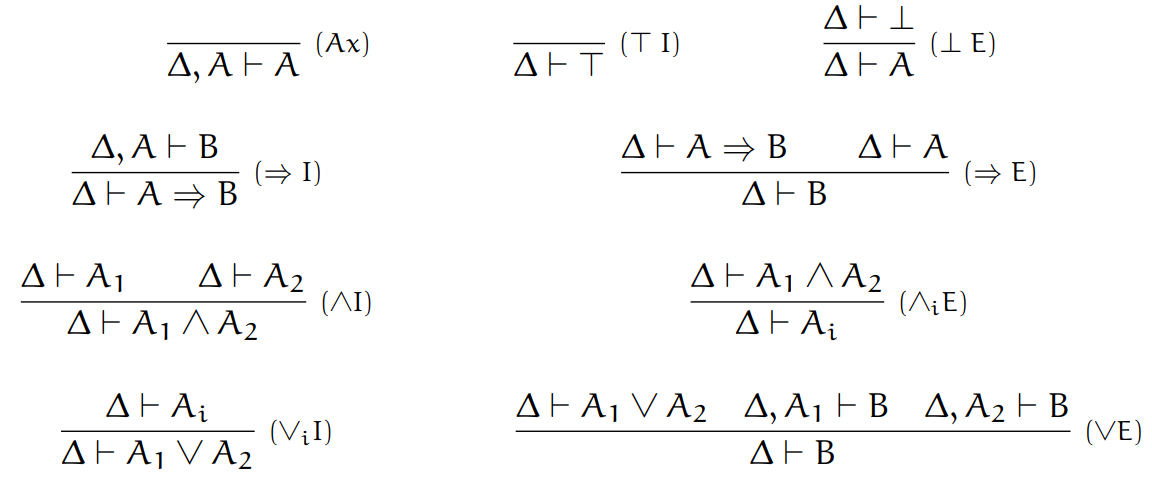 Δ ⊢ ⊥
Δ, A ⊢ A (Ax) Δ ⊢ ⊤ (⊤ I) Δ ⊢ A (⊥ E)
Δ, A ⊢ B Δ ⊢ A ⇒ B Δ ⊢ A
Δ ⊢ A ⇒ B (⇒ I) Δ ⊢ B (⇒ E)
Δ ⊢ A₁ Δ ⊢ A₂ Δ ⊢ A₁ ∧ A₂
Δ ⊢ A₁ ∧ A₂ (∧I) Δ ⊢ Aᵢ (∧ᵢE)
Δ ⊢ Aᵢ Δ ⊢ A₁ ∨ A₂ Δ, A₁ ⊢ B Δ, A₂ ⊢ B
Δ ⊢ A₁ ∨ A₂ (∨ᵢI) Δ ⊢ B (∨E)